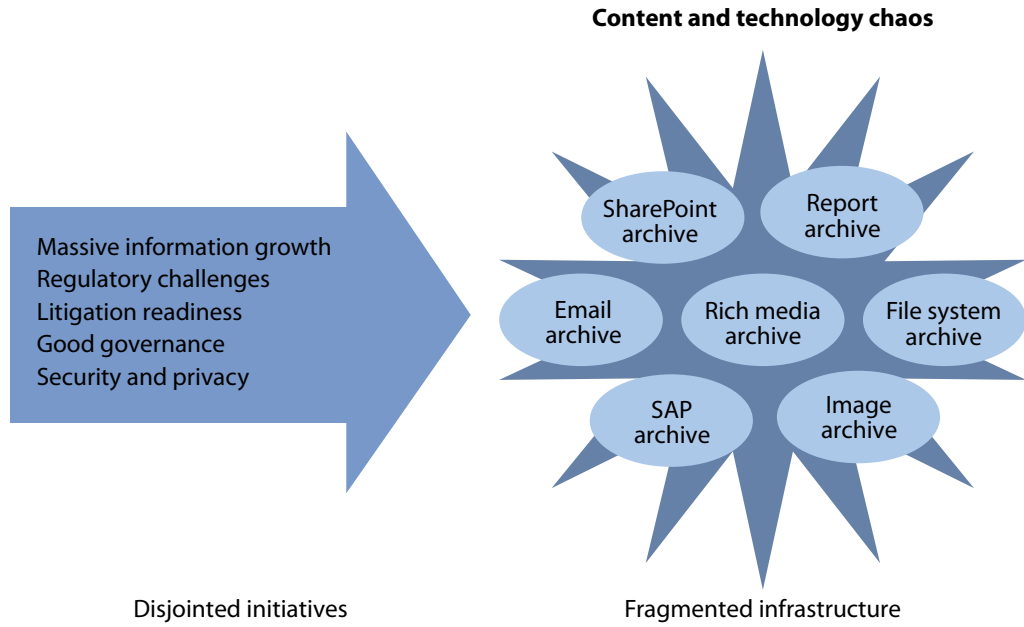 Content and technology chaos
Massive information growth
Regulatory challenges
Litigation readiness
Good governance
Security and privacy
SharePoint
archive
Report
archive
Email
archive
Rich media
archive
File system
archive
SAP
archive
Image
archive
Disjointed initiatives
Fragmented infrastructure